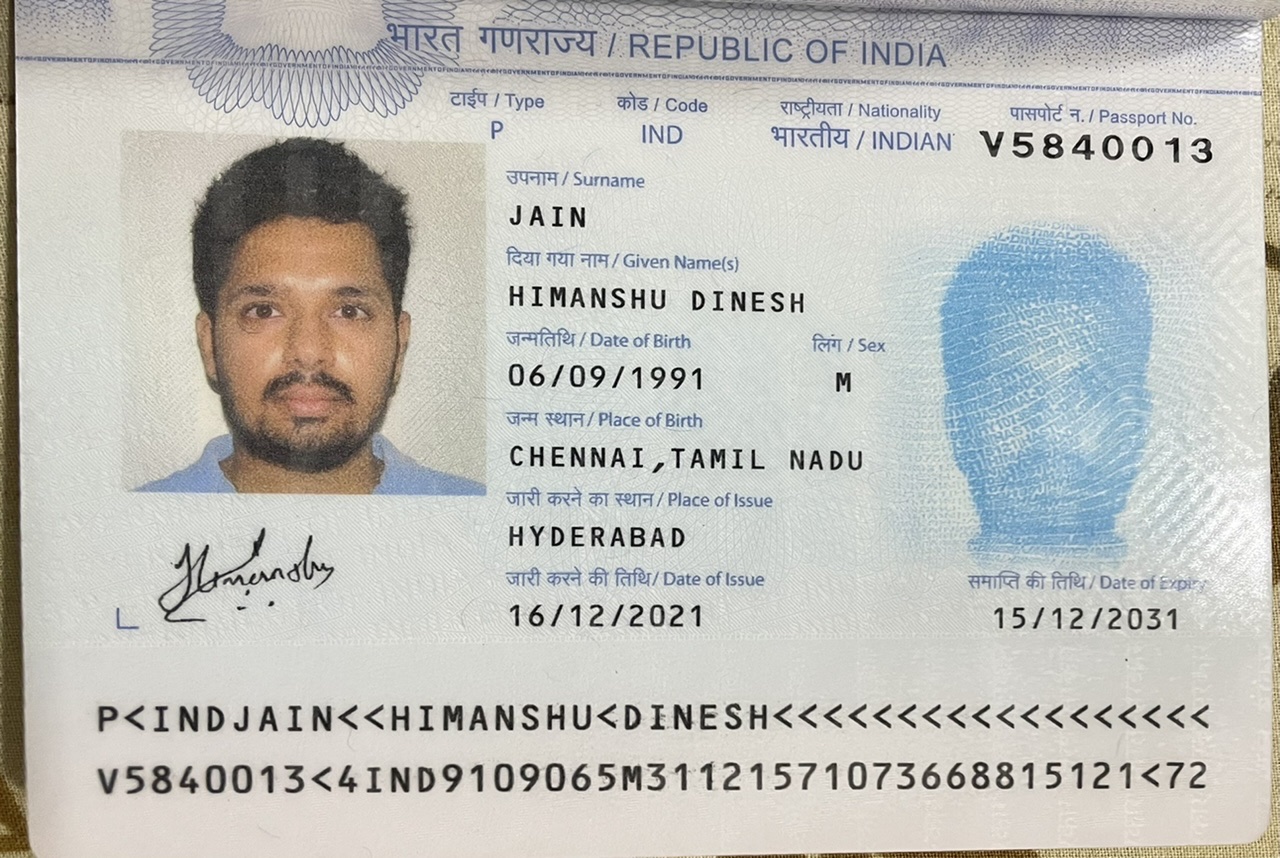 भारत गणराज्य / REPUBLIC OF INDIA
टाईप / Type कोड / Code राष्ट्रीयता / Nationality पासपोर्ट न. / Passport No.
P IND भारतीय / INDIAN V5840013
उपनाम / Surname
JAIN
दिया गया नाम / Given Name(s)
HIMANSHU DINESH
जन्मतिथि / Date of Birth लिंग / Sex
06/09/1991 M
जन्म स्थान / Place of Birth
CHENNAI,TAMIL NADU
जारी करने का स्थान / Place of Issue
HYDERABAD
जारी करने की तिथि / Date of Issue समाप्ति की तिथि / Date of Expiry
16/12/2021 15/12/2031
Himanshu
P<INDJAIN<<HIMANSHU<DINESH<<<<<<<<<<<<<<<<<<
V5840013<4IND9109065M31121571073668815121<72